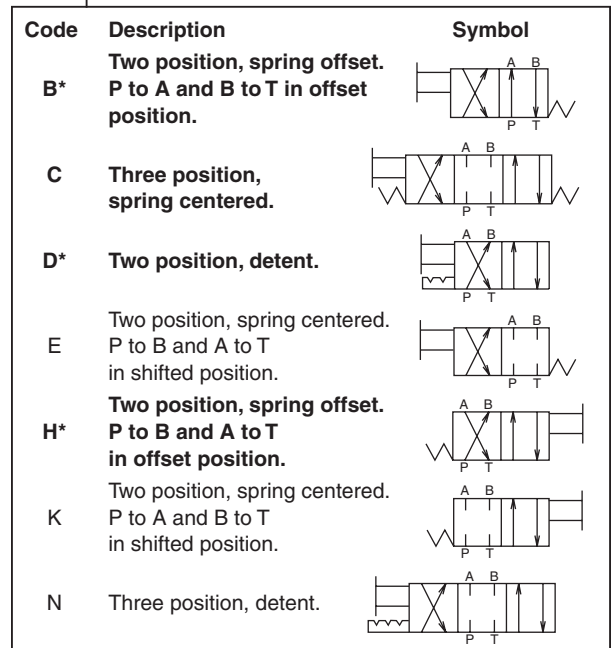 Code Description Symbol
Two position, spring offset.
B* P to A and B to T in offset
position.
A B
P T
C Three position,
spring centered.
A B
P T
D* Two position, detent.
A B
P T
Two position, spring centered.
E P to B and A to T
in shifted position.
A B
P T
Two position, spring offset.
H* P to B and A to T
in offset position.
A B
P T
Two position, spring centered.
K P to A and B to T
in shifted position.
A B
P T
N Three position, detent.
A B
P T